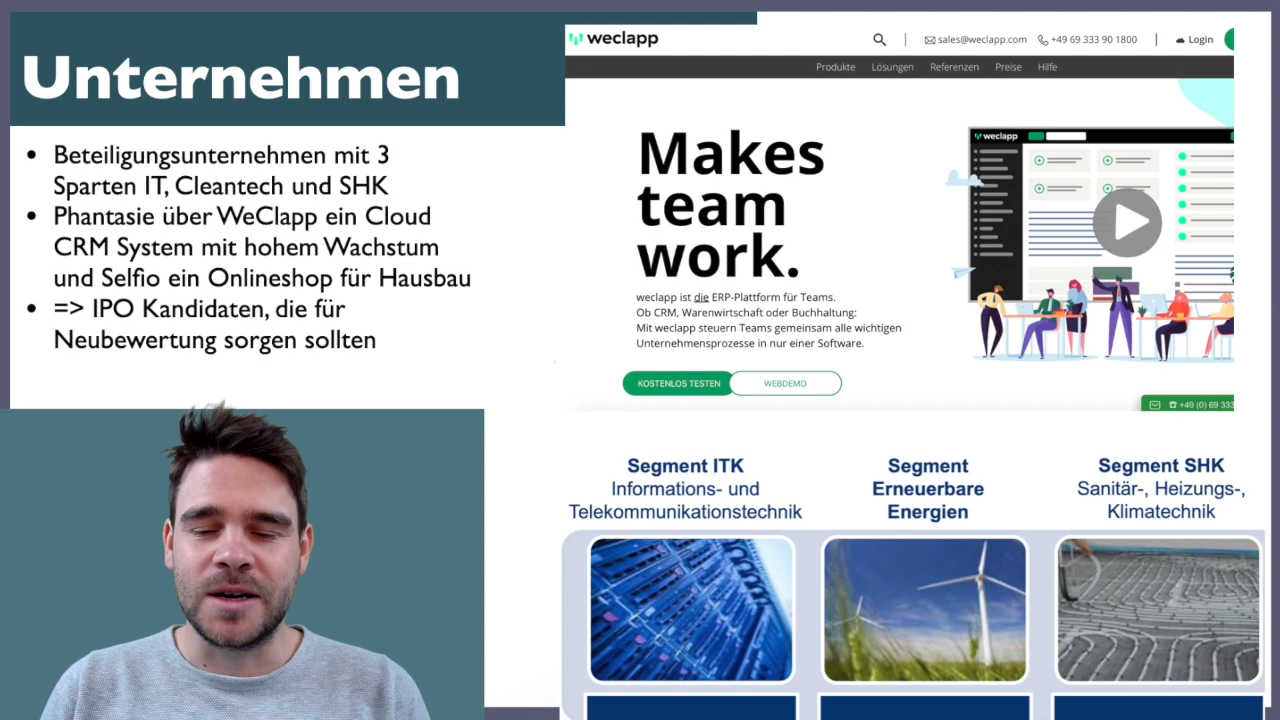 Unternehmen
• Beteiligungsunternehmen mit 3
Sparten IT, Cleantech und SHK
• Phantasie über WeClapp ein Cloud
CRM System mit hohem Wachstum
und Selfio ein Onlineshop für Hausbau
• => IPO Kandidaten, die für
Neubewertung sorgen sollten
weclapp
sales@weclapp.com
+49 69 333 90 1800
Login
Produkte Lösungen Referenzen Preise Hilfe
Makes
team
work.
weclapp ist die ERP-Plattform für Teams.
Ob CRM, Warenwirtschaft oder Buchhaltung:
Mit weclapp steuern Teams gemeinsam alle wichtigen
Unternehmensprozesse in nur einer Software.
KOSTENLOS TESTEN
WEBDEMO
weclapp
+49 (0) 69 333
Segment ITK
Informations- und
Telekommunikationstechnik
Segment
Erneuerbare
Energien
Segment SHK
Sanitär-, Heizungs-,
Klimatechnik